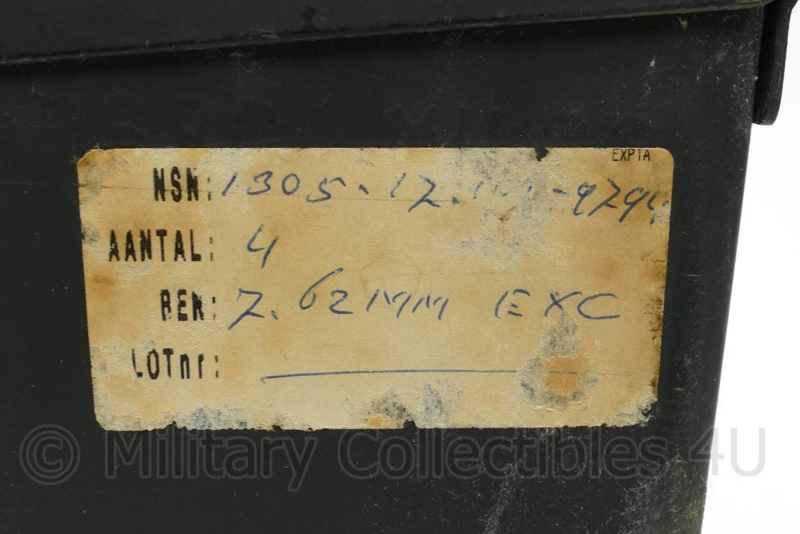 EXPTA
NSN: 1305-17.
AANTAL: 4
BEN: 7.62MM EXC
LOTnr:
© Military Collectibles 4U